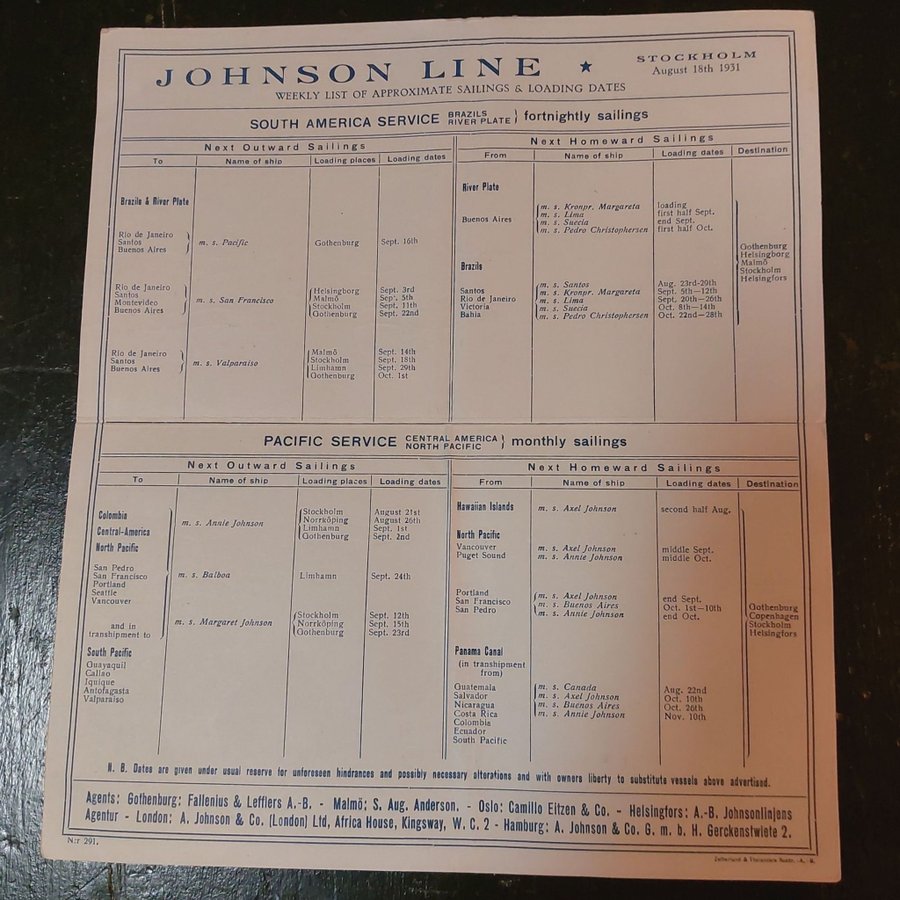 JOHNSON LINE ★ STOCKHOLM
August 18th 1931
WEEKLY LIST OF APPROXIMATE SAILINGS & LOADING DATES
SOUTH AMERICA SERVICE BRAZILS RIVER PLATE } fortnightly sailings
Next Outward Sailings
To Name of ship Loading places Loading dates
Brazils & River Plate
Rio de Janeiro
Santos
Buenos Aires
m. s. Pacific Gothenburg Sept. 16th
Rio de Janeiro
Santos
Montevideo
Buenos Aires
m. s. San Francisco
Helsingborg Sept. 3rd
Malmö Sept. 5th
Stockholm Sept. 11th
Gothenburg Sept. 22nd
Rio de Janeiro
Santos
Buenos Aires
m. s. Valparaiso
Malmö Sept. 14th
Stockholm Sept. 18th
Limhamn Sept. 29th
Gothenburg Oct. 1st
Next Homeward Sailings
From Name of ship Loading dates Destination
River Plate
Buenos Aires
m. s. Kronpr. Margareta loading
m. s. Lima first half Sept.
m. s. Suecia end Sept.
m. s. Pedro Christophersen first half Oct.
Brazils
Santos
Rio de Janeiro
Victoria
Bahia
m. s. Santos Aug. 23rd-29th
m. s. Kronpr. Margareta Sept. 5th—12th
m. s. Lima Sept. 20th—26th
m. s. Suecia Oct. 8th—14th
m. s. Pedro Christophersen Oct. 22nd—28th
Gothenburg
Helsingborg
Malmö
Stockholm
Helsingfors
PACIFIC SERVICE CENTRAL AMERICA NORTH PACIFIC } monthly sailings
Next Outward Sailings
To Name of ship Loading places Loading dates
Colombia
Central-America
North Pacific
San Pedro
San Francisco
Portland
Seattle
Vancouver
and in
transhipment to
South Pacific
Guayaquil
Callao
Iquique
Antofagasta
Valparaiso
m. s. Annie Johnson
Stockholm August 21st
Norrköping August 26th
Limhamn Sept. 1st
Gothenburg Sept. 2nd
m. s. Balboa Limhamn Sept. 24th
m. s. Margaret Johnson
Stockholm Sept. 12th
Norrköping Sept. 15th
Gothenburg Sept. 23rd
Next Homeward Sailings
From Name of ship Loading dates Destination
Hawaiian Islands m. s. Axel Johnson second half Aug.
North Pacific
Vancouver m. s. Axel Johnson middle Sept.
Puget Sound m. s. Annie Johnson middle Oct.
Portland m. s. Axel Johnson end Sept.
San Francisco m. s. Buenos Aires Oct. 1st—10th
San Pedro m. s. Annie Johnson end Oct.
Panama Canal
(in transhipment
from)
Guatemala m. s. Canada Aug. 22nd
Salvador m. s. Axel Johnson Oct. 10th
Nicaragua m. s. Buenos Aires Oct. 26th
Costa Rica m. s. Annie Johnson Nov. 10th
Colombia
Ecuador
South Pacific
Gothenburg
Copenhagen
Stockholm
Helsingfors
N. B. Dates are given under usual reserve for unforeseen hindrances and possibly necessary alterations and with owners liberty to substitute vessels above advertised.
Agents: Gothenburg: Fallenius & Lefflers A.-B. - Malmö: S. Aug. Anderson. - Oslo: Camillo Eitzen & Co. - Helsingfors: A.-B. Johnsonlinjens
Agentur - London: A. Johnson & Co. (London) Ltd, Africa House, Kingsway, W. C. 2 - Hamburg: A. Johnson & Co. G. m. b. H. Gerckenstwiete 2.
N:r 291.